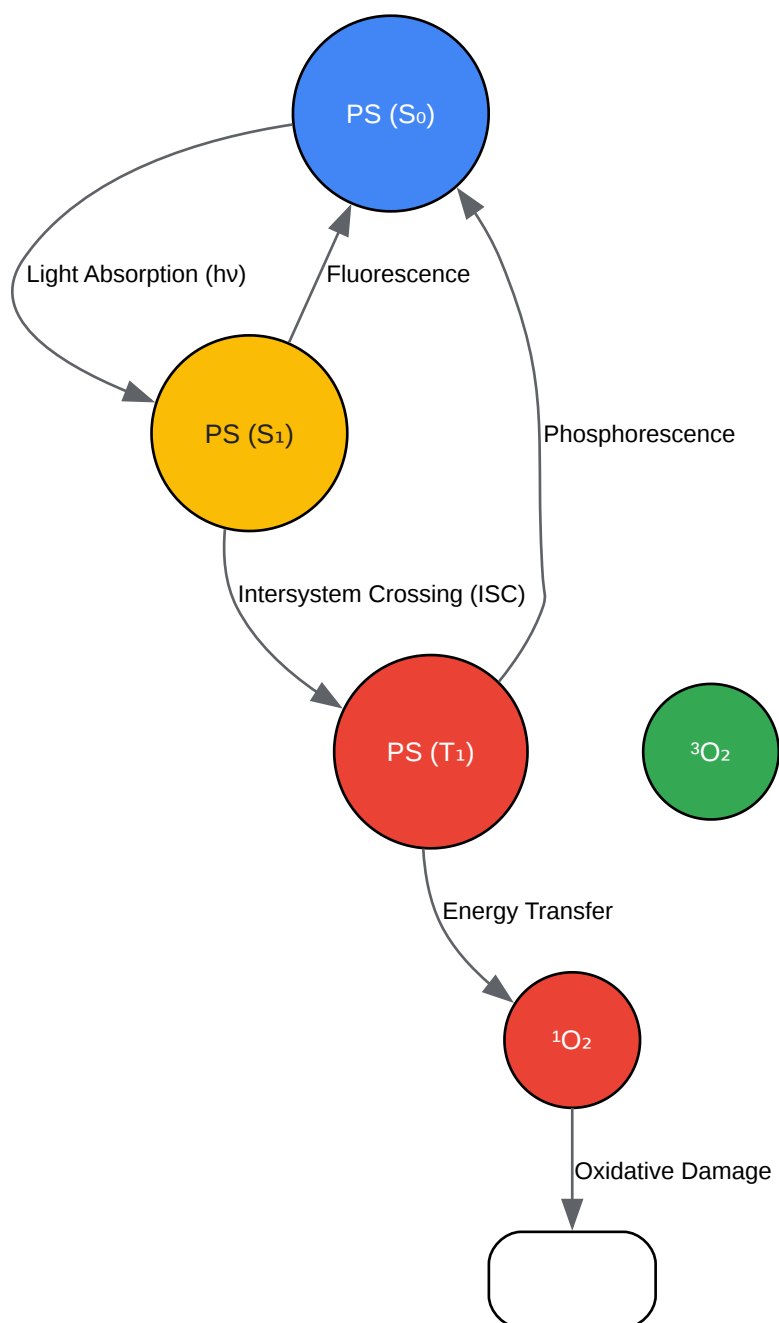 PS (S₀)
Light Absorption (hν)
Fluorescence
PS (S₁)
Phosphorescence
Intersystem Crossing (ISC)
PS (T₁)
³O₂
Energy Transfer
¹O₂
Oxidative Damage